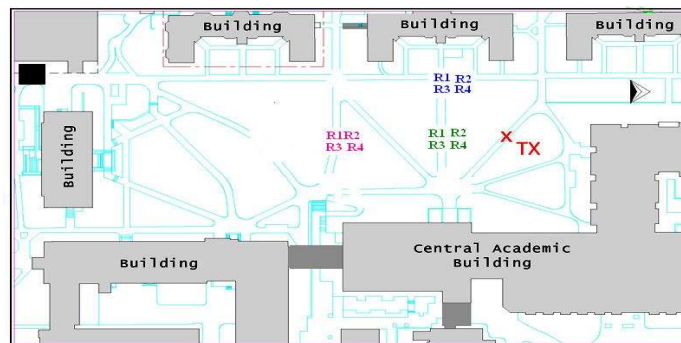 Building
Building
Building
R1 R2
R3 R4
R1R2
R3 R4
R1 R2
R3 R4
X
TX
Building
Building
Central Academic
Building